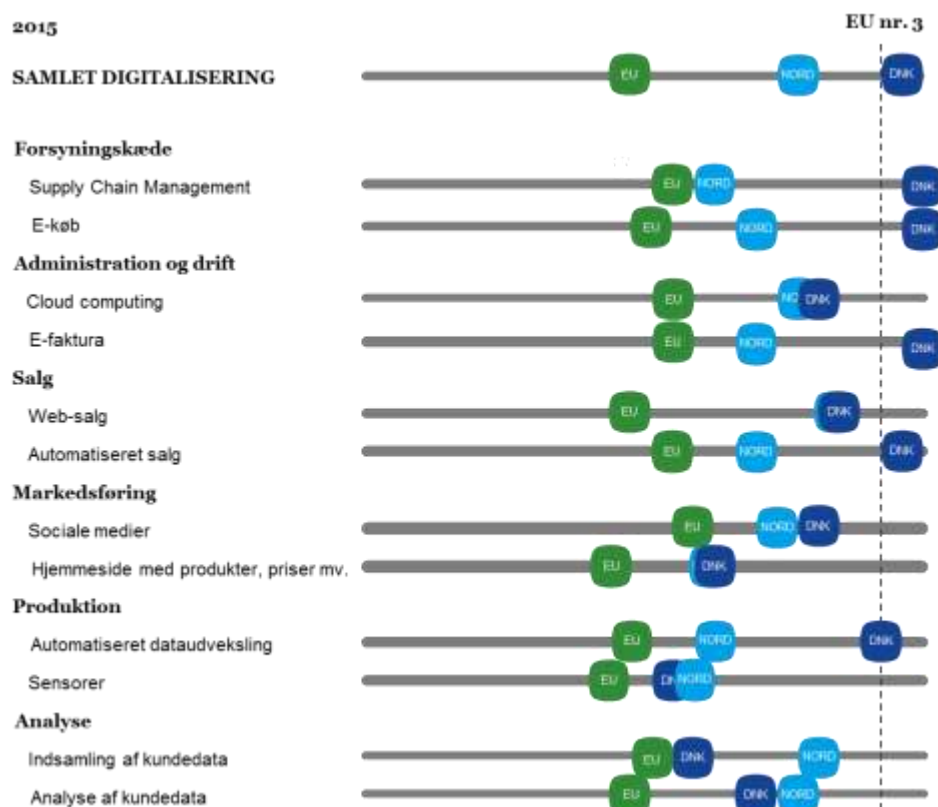 2015 EU nr. 3
SAMLET DIGITALISERING EU NORD DNK
Forsyningskæde
Supply Chain Management EU NORD DNK
E-køb EU NORD DNK
Administration og drift
Cloud computing EU NO DNK
E-faktura EU NORD DNK
Salg
Web-salg EU DNK
Automatiseret salg EU NORD DNK
Markedsføring
Sociale medier EU NORD DNK
Hjemmeside med produkter, priser mv. EU DNK
Produktion
Automatiseret dataudveksling EU NORD DNK
Sensorer EU DN NORD
Analyse
Indsamling af kundedata EU DNK NORD
Analyse af kundedata EU DNK NORD